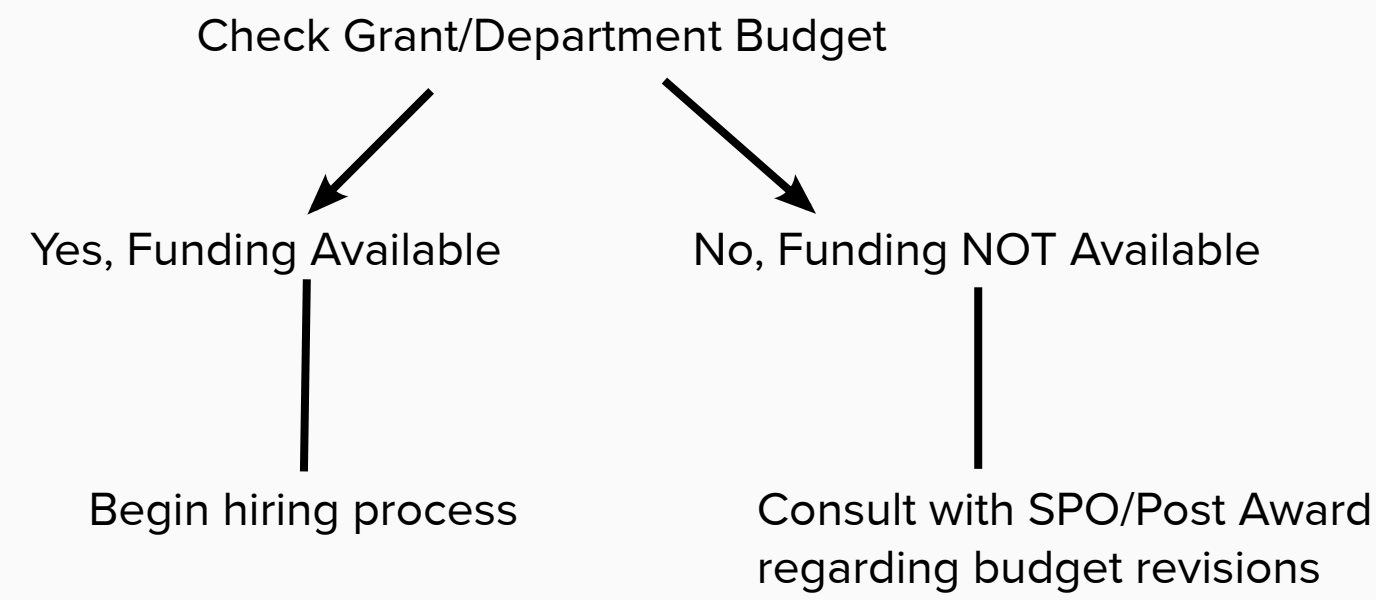 Check Grant/Department Budget
Yes, Funding Available
No, Funding NOT Available
Begin hiring process
Consult with SPO/Post Award
regarding budget revisions